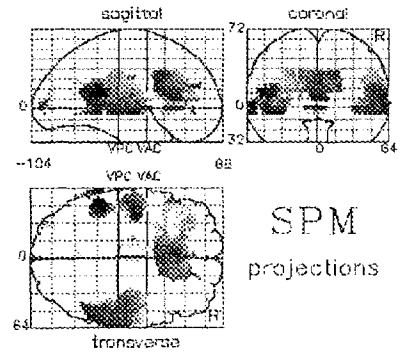 sagittal
coronal
72
R
0
0
32
VPC VAC
-104
68
0
64
VPC VAC
0
SPM
projections
64
R
transverse